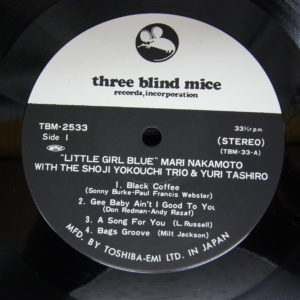 three blind mice
records, incorporation
TBM-2533
33⅓r.p.m.
Side 1
(STEREO)
(TBM-33-A)
"LITTLE GIRL BLUE" MARI NAKAMOTO
WITH THE SHOJI YOKOUCHI TRIO & YURI TASHIRO
1. Black Coffee
(Sonny Burke-Paul Francis Webster)
2. Gee Baby Ain't I Good To You
(Don Redman-Andy Razaf)
3. A Song For You (L. Russell)
4. Bags Groove (Milt Jackson)
MFD. BY TOSHIBA-EMI LTD. IN JAPAN